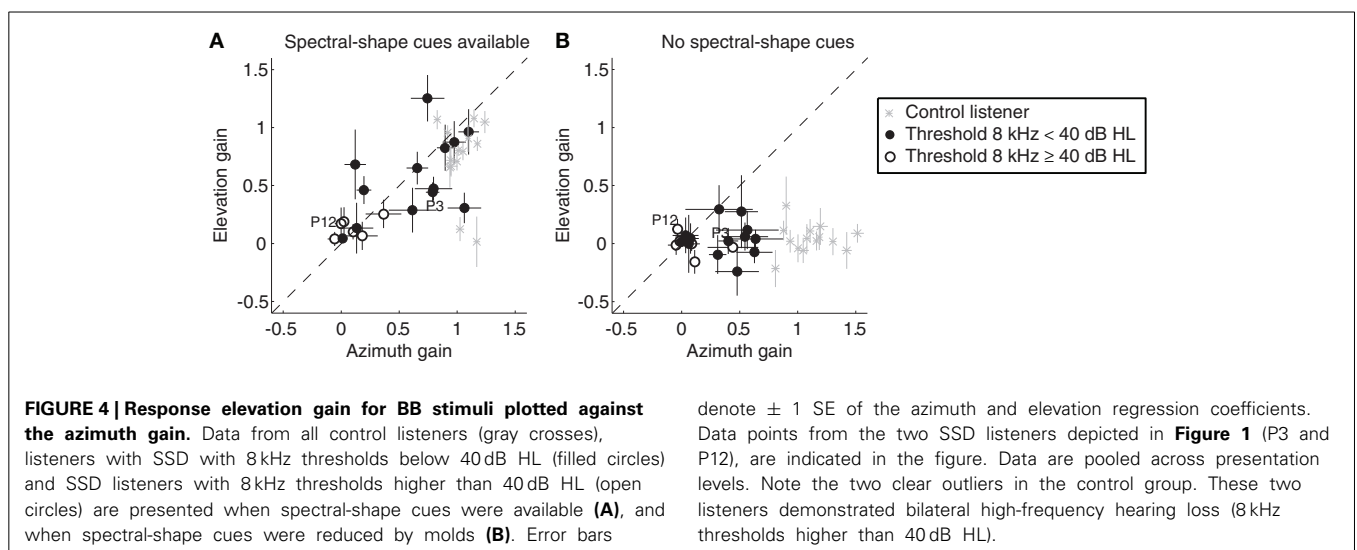 A Spectral-shape cues available
B No spectral-shape cues
1.5
1
0.5
0
-0.5
Elevation gain
-0.5 0 0.5 1 1.5
Azimuth gain
P12
P3
1.5
1
0.5
0
-0.5
Elevation gain
-0.5 0 0.5 1 1.5
Azimuth gain
P12
P3
Control listener
Threshold 8 kHz < 40 dB HL
Threshold 8 kHz ≥ 40 dB HL
FIGURE 4 | Response elevation gain for BB stimuli plotted against
the azimuth gain. Data from all control listeners (gray crosses),
listeners with SSD with 8 kHz thresholds below 40 dB HL (filled circles)
and SSD listeners with 8 kHz thresholds higher than 40 dB HL (open
circles) are presented when spectral-shape cues were available (A), and
when spectral-shape cues were reduced by molds (B). Error bars
denote ± 1 SE of the azimuth and elevation regression coefficients.
Data points from the two SSD listeners depicted in Figure 1 (P3 and
P12), are indicated in the figure. Data are pooled across presentation
levels. Note the two clear outliers in the control group. These two
listeners demonstrated bilateral high-frequency hearing loss (8 kHz
thresholds higher than 40 dB HL).